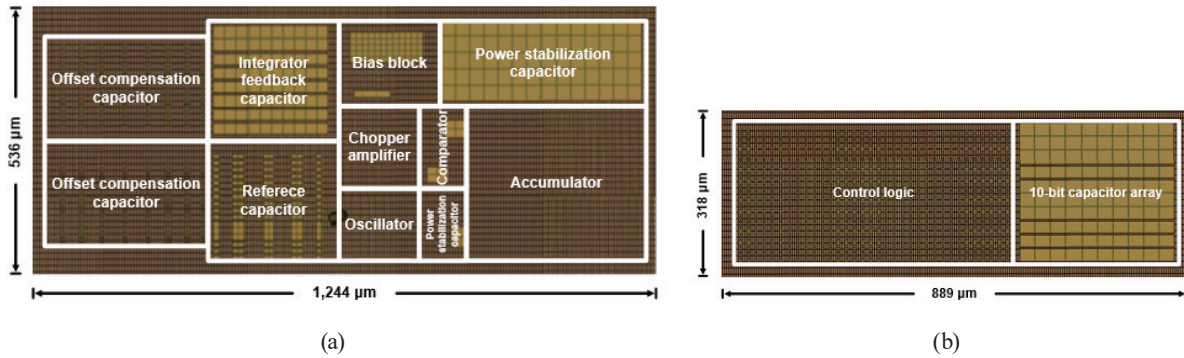 Offset compensation
capacitor
Integrator
feedback
capacitor
Bias block
Power stabilization
capacitor
Chopper
amplifier
Comparator
Accumulator
Offset compensation
capacitor
Referece
capacitor
Oscillator
Power
stabilization
capacitor
536 µm
1,244 µm
(a)
Control logic
10-bit capacitor array
318 µm
889 µm
(b)